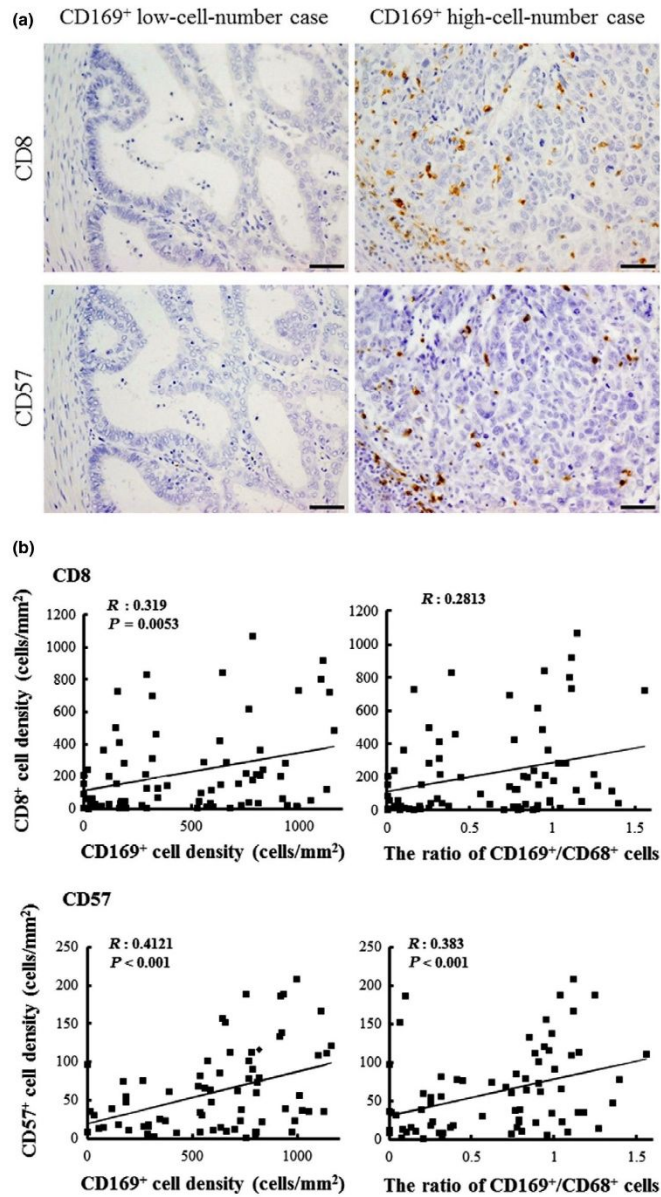 (a)
CD169+ low-cell-number case
CD169+ high-cell-number case
CD8
CD57
(b)
CD8
R : 0.319
P = 0.0053
R : 0.2813
CD8+ cell density (cells/mm2)
1200
1000
800
600
400
200
0
0
500
1000
CD169+ cell density (cells/mm2)
1200
1000
800
600
400
200
0
0
0.5
1
1.5
The ratio of CD169+/CD68+ cells
CD57
R : 0.4121
P < 0.001
R : 0.383
P < 0.001
CD57+ cell density (cells/mm2)
250
200
150
100
50
0
0
500
1000
CD169+ cell density (cells/mm2)
250
200
150
100
50
0
0
0.5
1
1.5
The ratio of CD169+/CD68+ cells